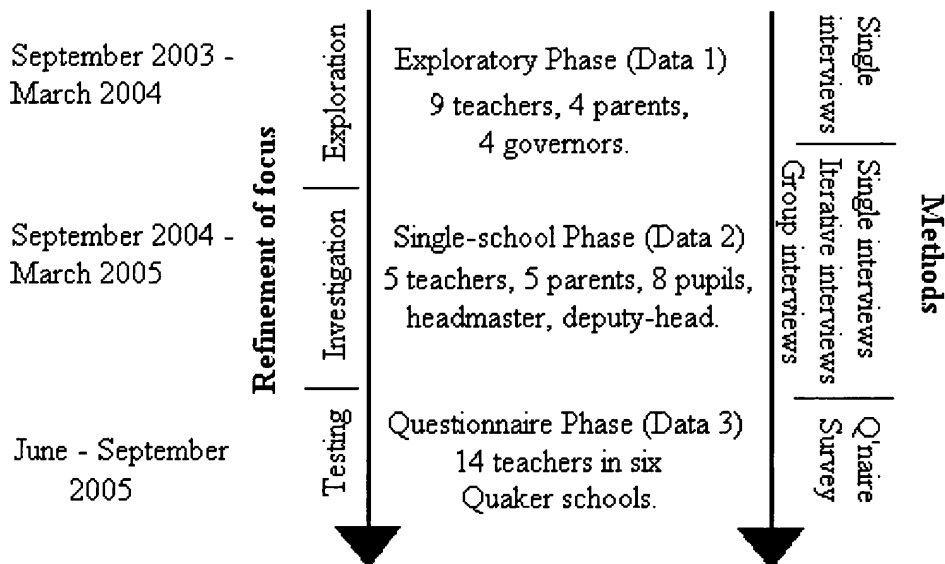 September 2003 -
March 2004
Exploration
Exploratory Phase (Data 1)
9 teachers, 4 parents,
4 governors.
Single
interviews
Refinement of focus
September 2004 -
March 2005
Investigation
Single-school Phase (Data 2)
5 teachers, 5 parents, 8 pupils,
headmaster, deputy-head.
Single interviews
Iterative interviews
Group interviews
Methods
June - September
2005
Testing
Questionnaire Phase (Data 3)
14 teachers in six
Quaker schools.
Q'naire
Survey